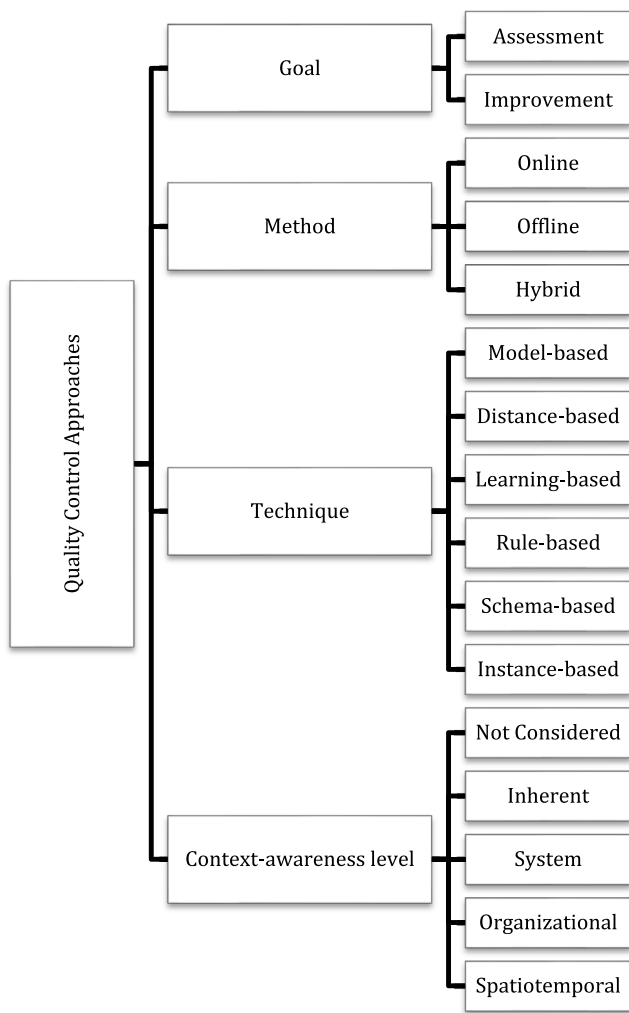 Quality Control Approaches
Goal
Assessment
Improvement
Method
Online
Offline
Hybrid
Technique
Model-based
Distance-based
Learning-based
Rule-based
Schema-based
Instance-based
Context-awareness level
Not Considered
Inherent
System
Organizational
Spatiotemporal